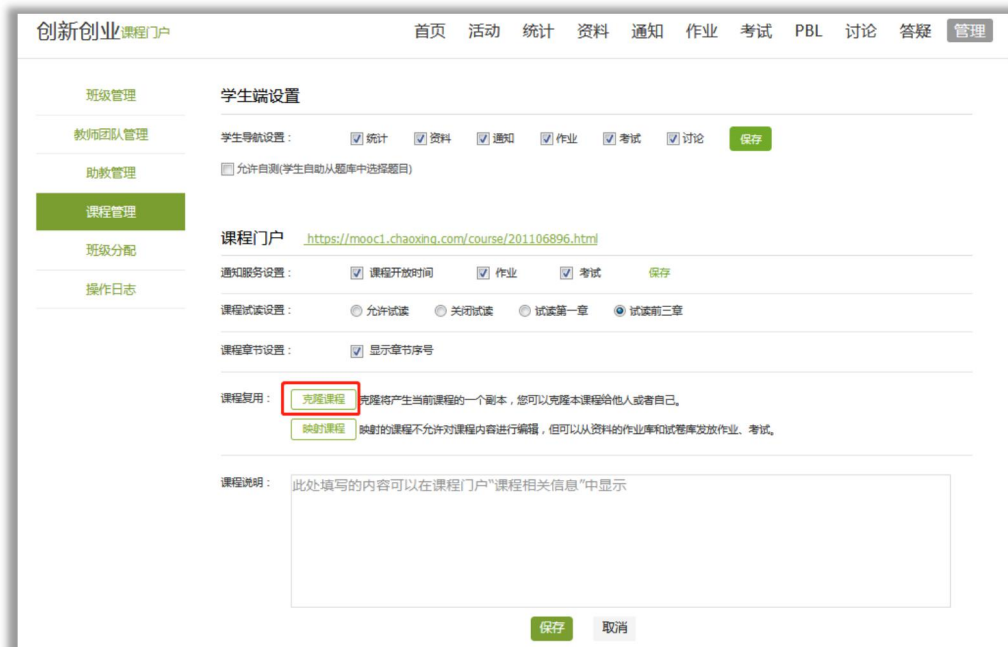 创新创业课程门户
首页 活动 统计 资料 通知 作业 考试 PBL 讨论 答疑 管理
班级管理
教师团队管理
助教管理
课程管理
班级分配
操作日志
学生端设置
学生导航设置： 统计 资料 通知 作业 考试 讨论 保存
允许自测(学生自助从题库中选择题目)
课程门户 https://mooc1.chaoxing.com/course/201106896.html
通知服务设置： 课程开放时间 作业 考试 保存
课程试读设置： 允许试读 关闭试读 试读第一章 试读前三章
课程章节设置： 显示章节序号
课程复用： 克隆课程 克隆将产生当前课程的一个副本，您可以克隆本课程给他人或者自己。
映射课程 映射的课程不允许对课程内容进行编辑，但可以从资料的作业库和试卷库发放作业、考试。
课程说明： 此处填写的内容可以在课程门户“课程相关信息”中显示
保存 取消